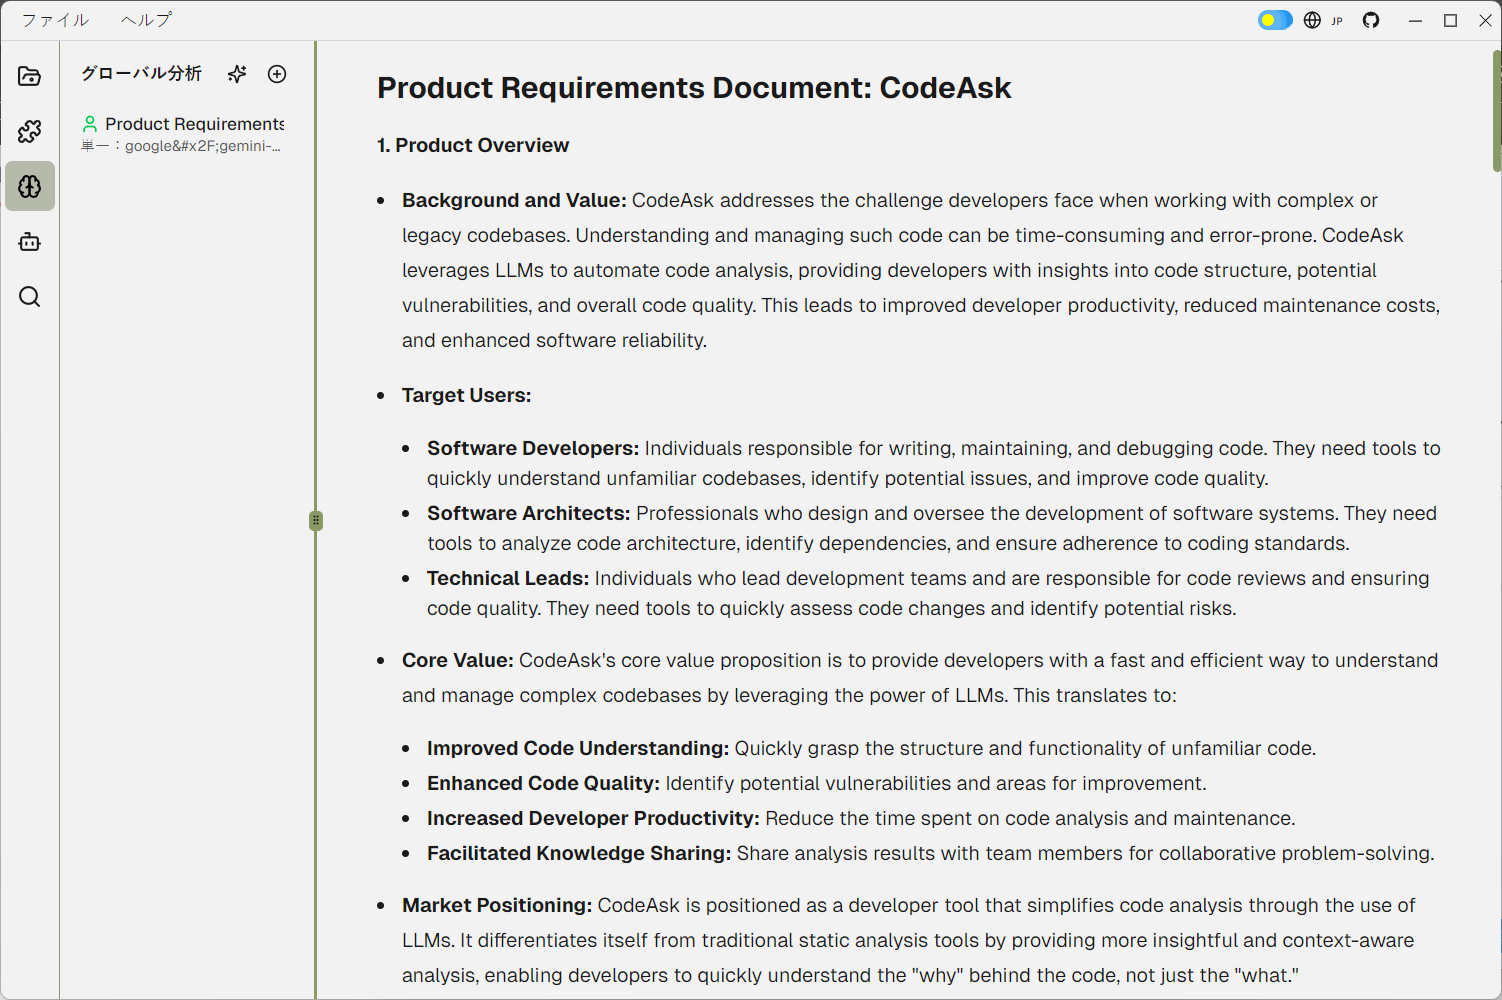 ファイル ヘルプ JP
グローバル分析
Product Requirements
単一：google&#x2F;gemini-...
Product Requirements Document: CodeAsk
1. Product Overview
Background and Value: CodeAsk addresses the challenge developers face when working with complex or
legacy codebases. Understanding and managing such code can be time-consuming and error-prone. CodeAsk
leverages LLMs to automate code analysis, providing developers with insights into code structure, potential
vulnerabilities, and overall code quality. This leads to improved developer productivity, reduced maintenance costs,
and enhanced software reliability.
Target Users:
Software Developers: Individuals responsible for writing, maintaining, and debugging code. They need tools to
quickly understand unfamiliar codebases, identify potential issues, and improve code quality.
Software Architects: Professionals who design and oversee the development of software systems. They need
tools to analyze code architecture, identify dependencies, and ensure adherence to coding standards.
Technical Leads: Individuals who lead development teams and are responsible for code reviews and ensuring
code quality. They need tools to quickly assess code changes and identify potential risks.
Core Value: CodeAsk's core value proposition is to provide developers with a fast and efficient way to understand
and manage complex codebases by leveraging the power of LLMs. This translates to:
Improved Code Understanding: Quickly grasp the structure and functionality of unfamiliar code.
Enhanced Code Quality: Identify potential vulnerabilities and areas for improvement.
Increased Developer Productivity: Reduce the time spent on code analysis and maintenance.
Facilitated Knowledge Sharing: Share analysis results with team members for collaborative problem-solving.
Market Positioning: CodeAsk is positioned as a developer tool that simplifies code analysis through the use of
LLMs. It differentiates itself from traditional static analysis tools by providing more insightful and context-aware
analysis, enabling developers to quickly understand the "why" behind the code, not just the "what."